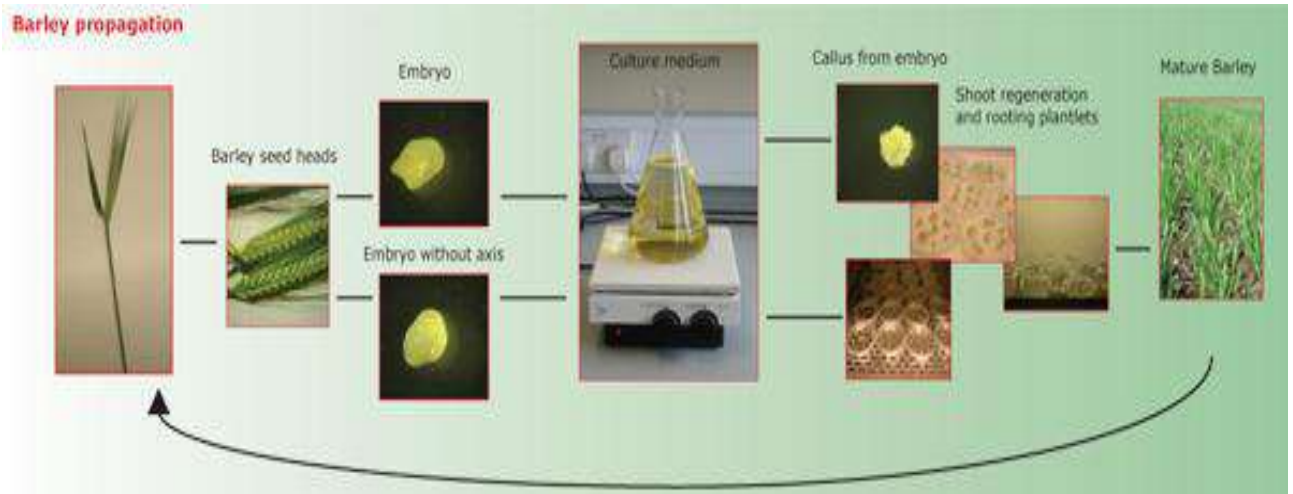 Barley propagation
Barley seed heads
Embryo
Embryo without axis
Culture medium
Callus from embryo
Shoot regeneration
and rooting plantlets
Mature Barley